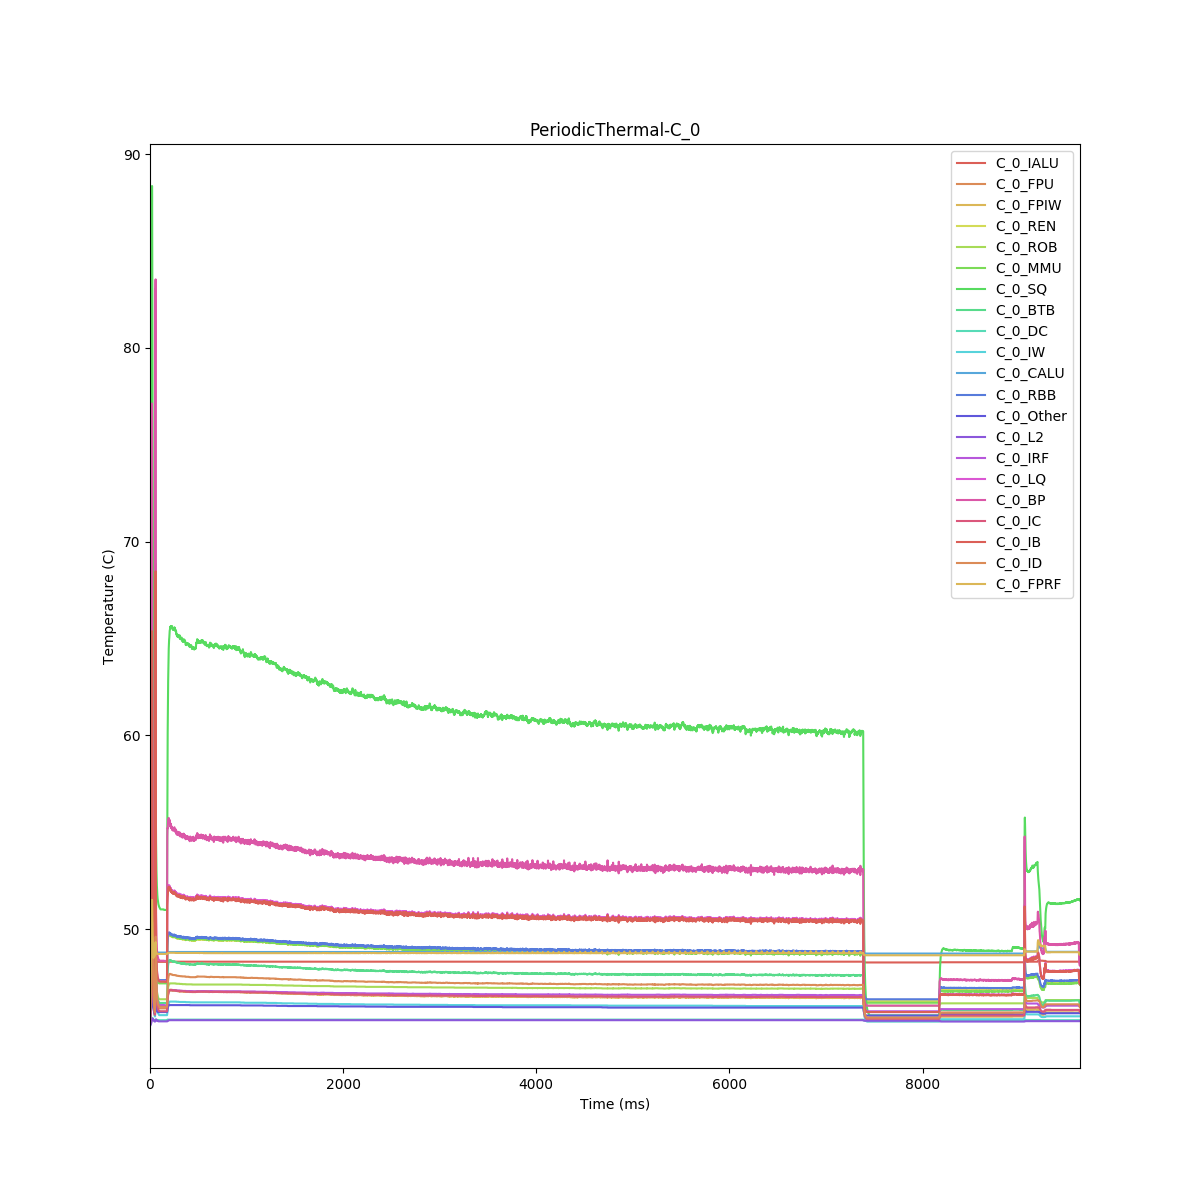 PeriodicThermal-C_0
90
80
70
60
50
Temperature (C)
0
2000
4000
6000
8000
Time (ms)
C_0_IALU
C_0_FPU
C_0_FPIW
C_0_REN
C_0_ROB
C_0_MMU
C_0_SQ
C_0_BTB
C_0_DC
C_0_IW
C_0_CALU
C_0_RBB
C_0_Other
C_0_L2
C_0_IRF
C_0_LQ
C_0_BP
C_0_IC
C_0_IB
C_0_ID
C_0_FPRF